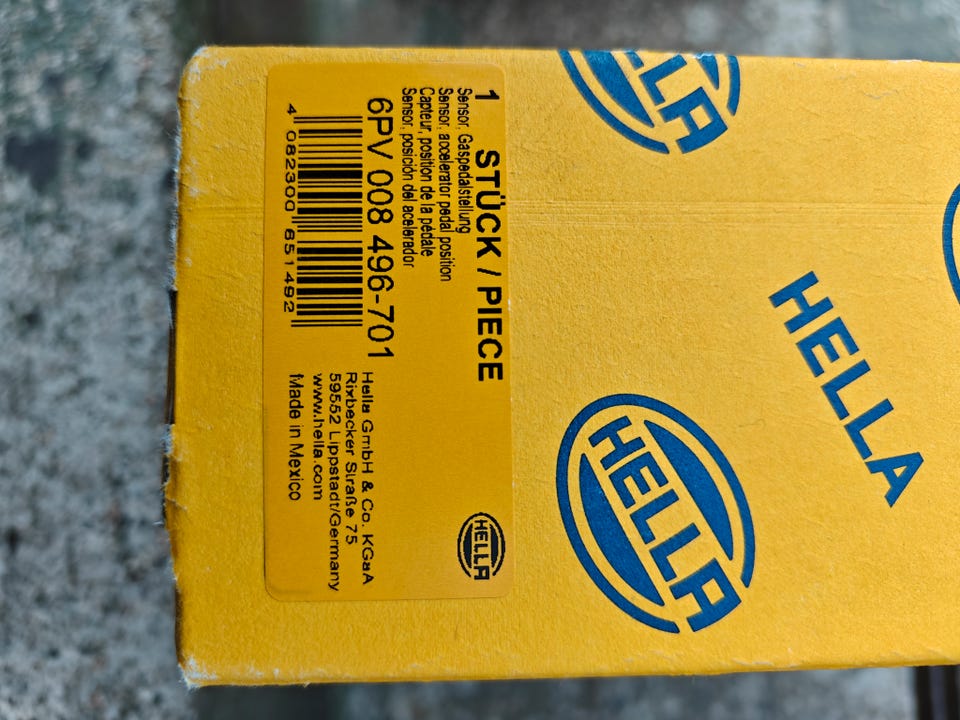 1 STÜCK / PIECE
Sensor, Gaspedalstellung
Sensor, accelerator pedal position
Capteur, position de la pédale
Sensor, posición del acelerador
6PV 008 496-701
4 082300 851492
Hella GmbH & Co. KGaA
Rixbecker Straße 75
59552 Lippstadt/Germany
www.hella.com
Made in Mexico
HELLA
HELLA
HELLA
HELLA